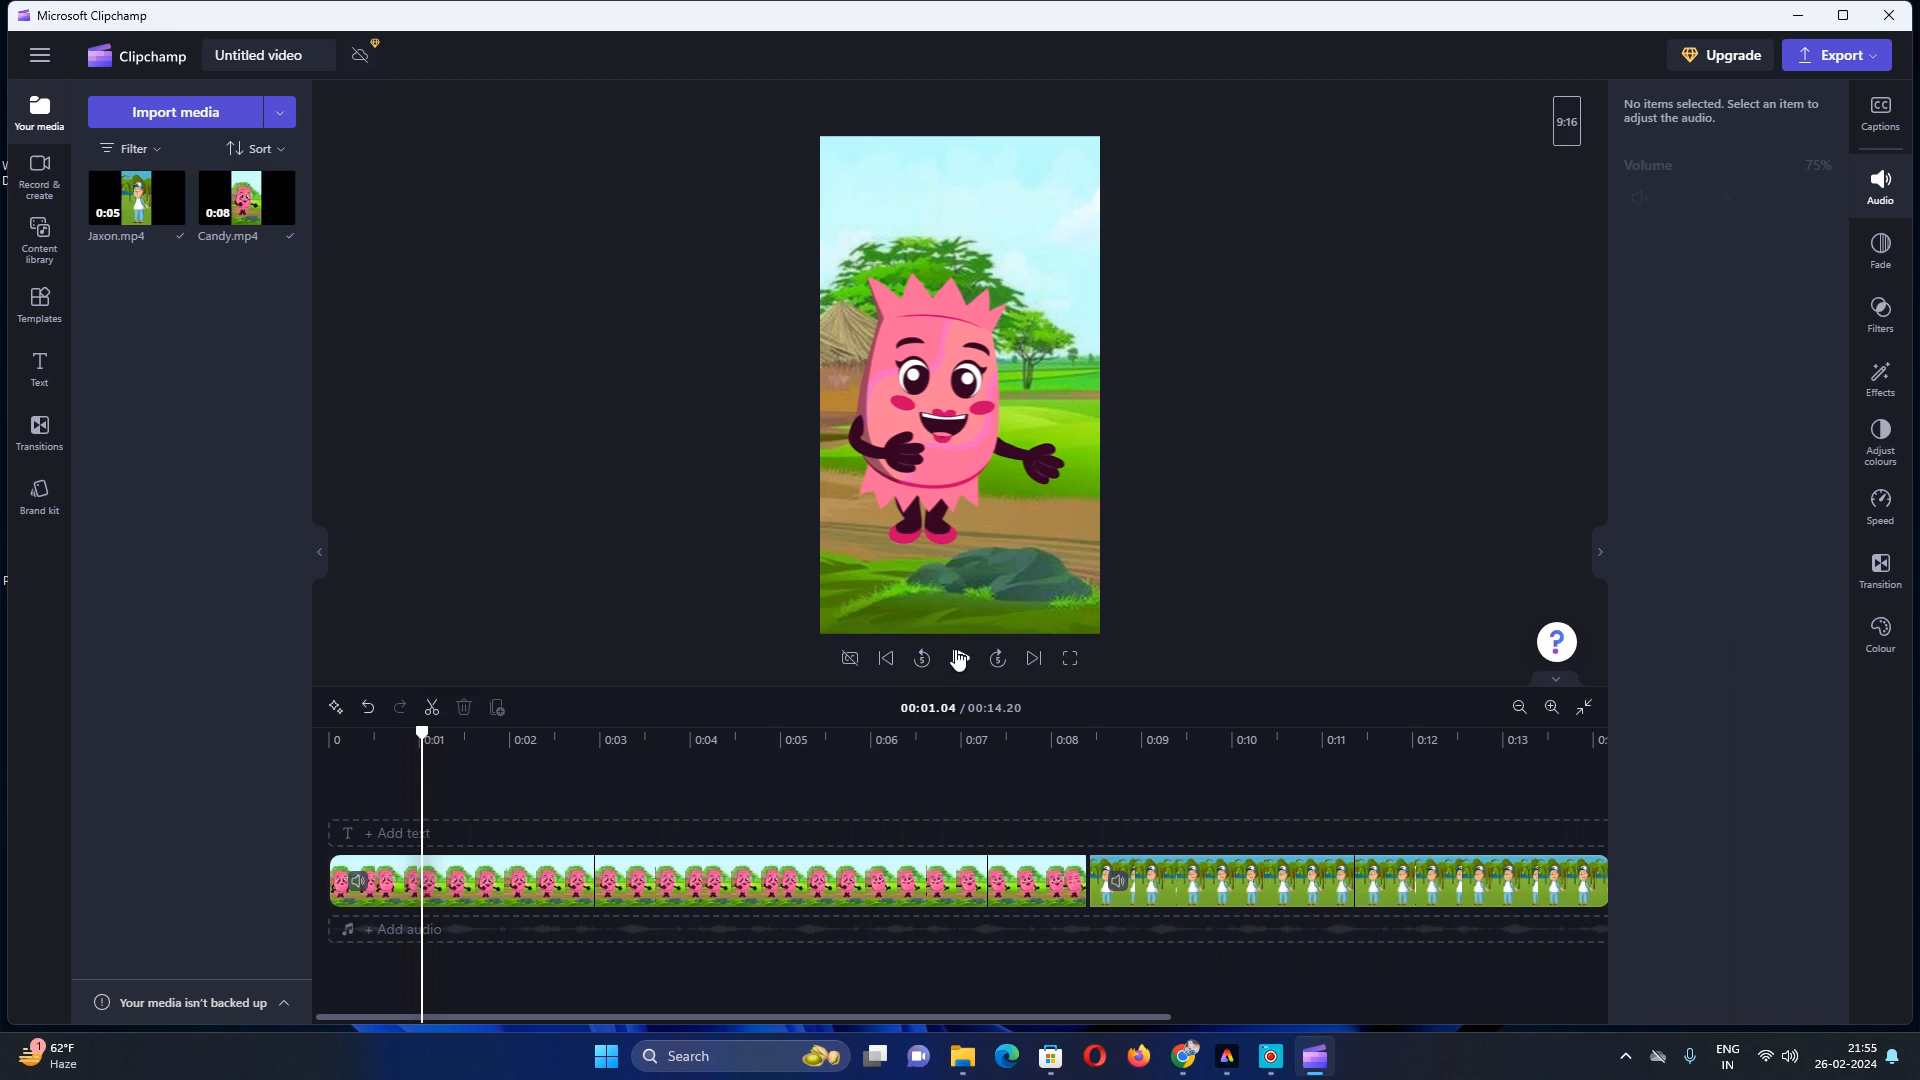 Microsoft Clipchamp
Clipchamp
Untitled video
Upgrade
Export
Your media
Record &
create
Content
library
Templates
Text
Transitions
Brand kit
Import media
Filter
Sort
0:05
0:08
Jaxon.mp4
Candy.mp4
Your media isn't backed up
9:16
5
5
?
00:01.04 / 00:14.20
0
0:01
0:02
0:03
0:04
0:05
0:06
0:07
0:08
0:09
0:10
0:11
0:12
0:13
0:
T + Add text
+ Add audio
No items selected. Select an item to
adjust the audio.
Volume 75%
CC
Captions
Audio
Fade
Filters
Effects
Adjust
colours
Speed
Transition
Colour
1
62°F
Haze
Search
ENG
IN
21:55
26-02-2024